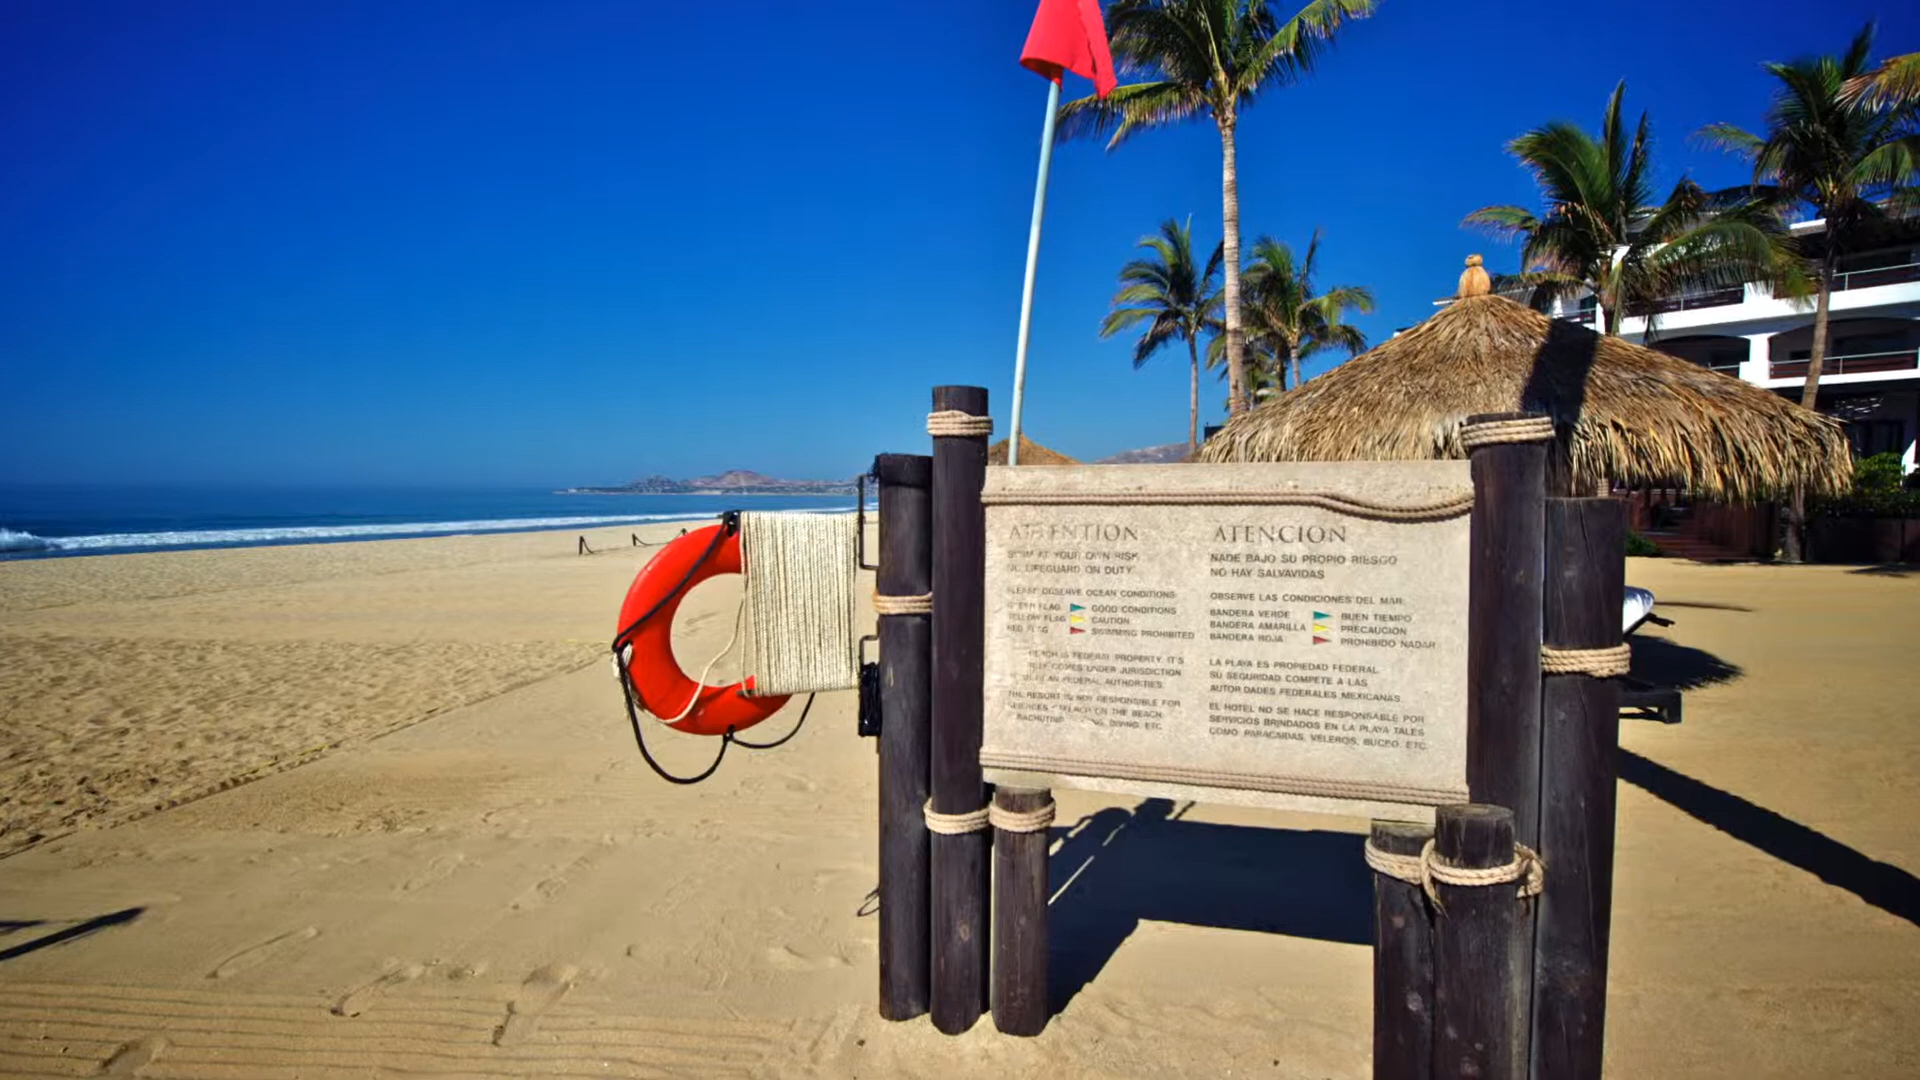 ATTENTION
SWIM AT YOUR OWN RISK
NO LIFEGUARD ON DUTY
PLEASE OBSERVE OCEAN CONDITIONS:
GREEN FLAG GOOD CONDITIONS
YELLOW FLAG CAUTION
RED FLAG SWIMMING PROHIBITED
BEACH IS FEDERAL PROPERTY. IT'S
COMES UNDER JURISDICTION
FEDERAL AUTHORITIES.
THE RESORT IS NOT RESPONSIBLE FOR
SERVICES ON THE BEACH
DIVING, ETC.
ATENCION
NADE BAJO SU PROPIO RIESGO
NO HAY SALVAVIDAS
OBSERVE LAS CONDICIONES DEL MAR:
BANDERA VERDE BUEN TIEMPO
BANDERA AMARILLA PRECAUCION
BANDERA ROJA PROHIBIDO NADAR
LA PLAYA ES PROPIEDAD FEDERAL.
SU SEGURIDAD COMPETE A LAS
AUTORIDADES FEDERALES MEXICANAS.
EL HOTEL NO SE HACE RESPONSABLE POR
SERVICIOS BRINDADOS EN LA PLAYA TALES
COMO PARACAIDAS, VELEROS, BUCEO, ETC.